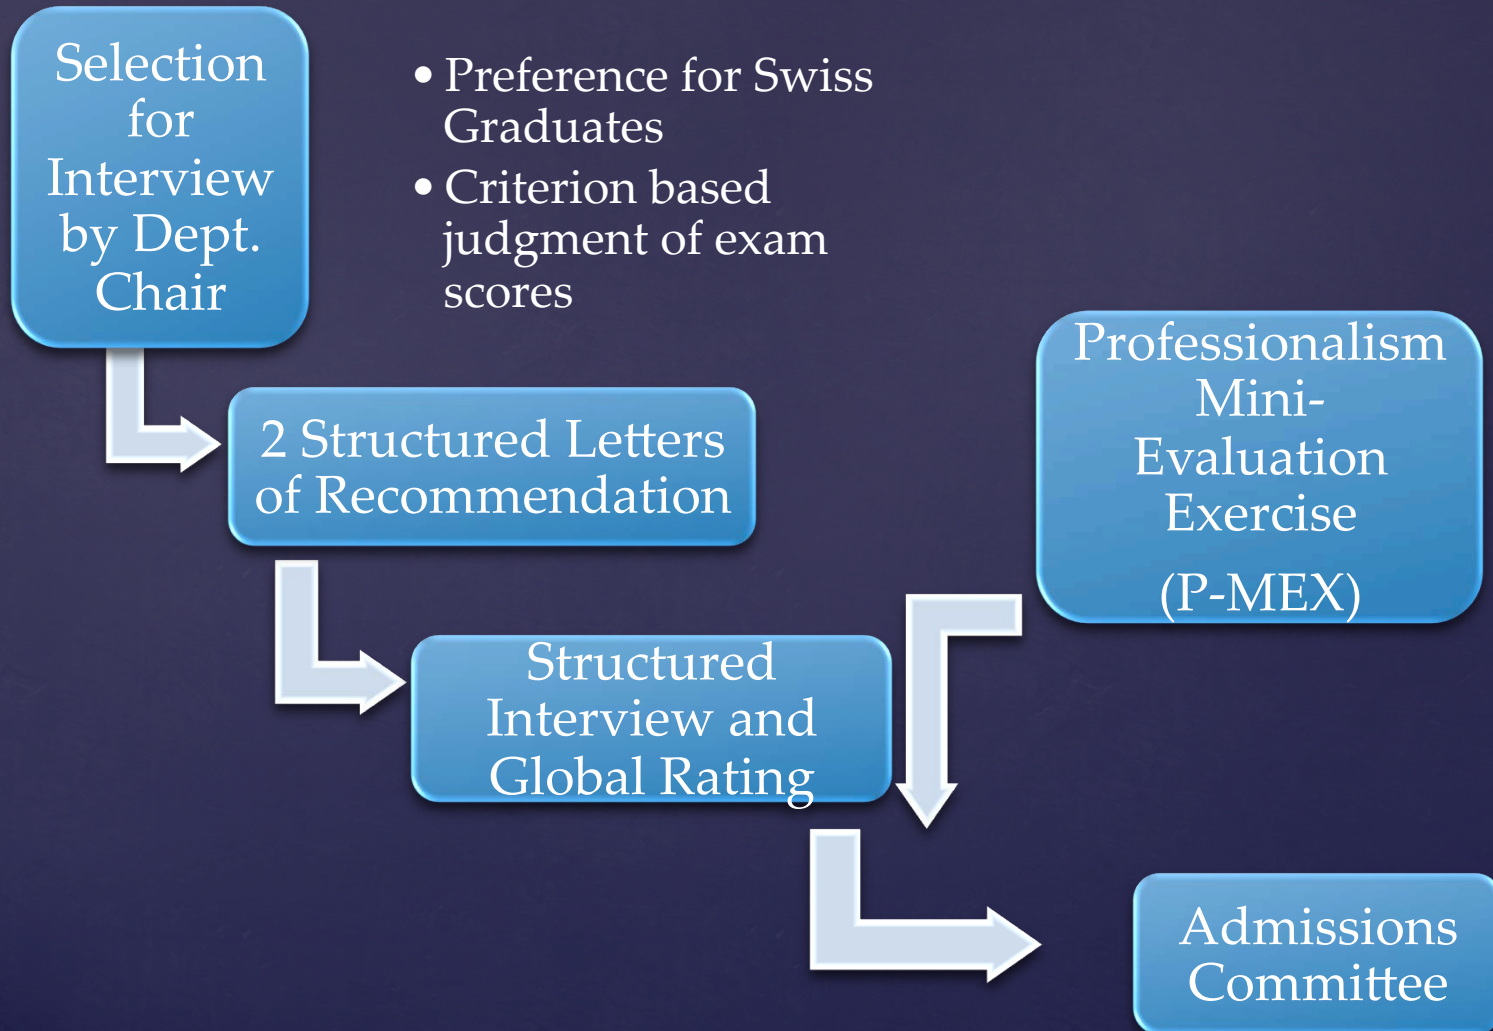 Selection
for
Interview
by Dept.
Chair
• Preference for Swiss
Graduates
• Criterion based
judgment of exam
scores
2 Structured Letters
of Recommendation
Professionalism
Mini-
Evaluation
Exercise
(P-MEX)
Structured
Interview and
Global Rating
Admissions
Committee